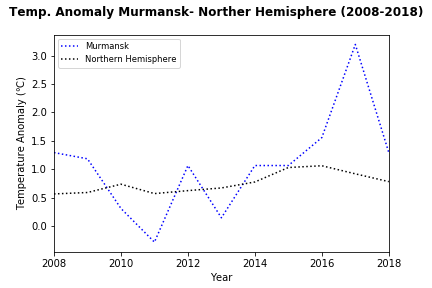 Temp. Anomaly Murmansk- Norther Hemisphere (2008-2018)
Murmansk
Northern Hemisphere
Temperature Anomaly (℃)
3.0
2.5
2.0
1.5
1.0
0.5
0.0
2008 2010 2012 2014 2016 2018
Year